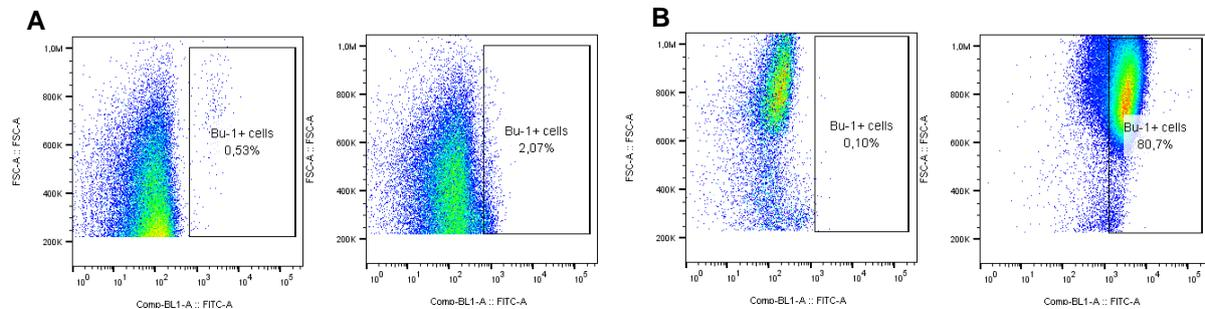 A
B
1,0M
800K
600K
400K
200K
FSC-A :: FSC-A
Bu-1+ cells
0,53%
10^0 10^1 10^2 10^3 10^4 10^5
Comp-BL1-A :: FITC-A
1,0M
800K
600K
400K
200K
FSC-A :: FSC-A
Bu-1+ cells
2,07%
10^0 10^1 10^2 10^3 10^4 10^5
Comp-BL1-A :: FITC-A
1,0M
800K
600K
400K
200K
FSC-A :: FSC-A
Bu-1+ cells
0,10%
10^0 10^1 10^2 10^3 10^4 10^5
Comp-BL1-A :: FITC-A
1,0M
800K
600K
400K
200K
FSC-A :: FSC-A
Bu-1+ cells
80,7%
10^0 10^1 10^2 10^3 10^4 10^5
Comp-BL1-A :: FITC-A